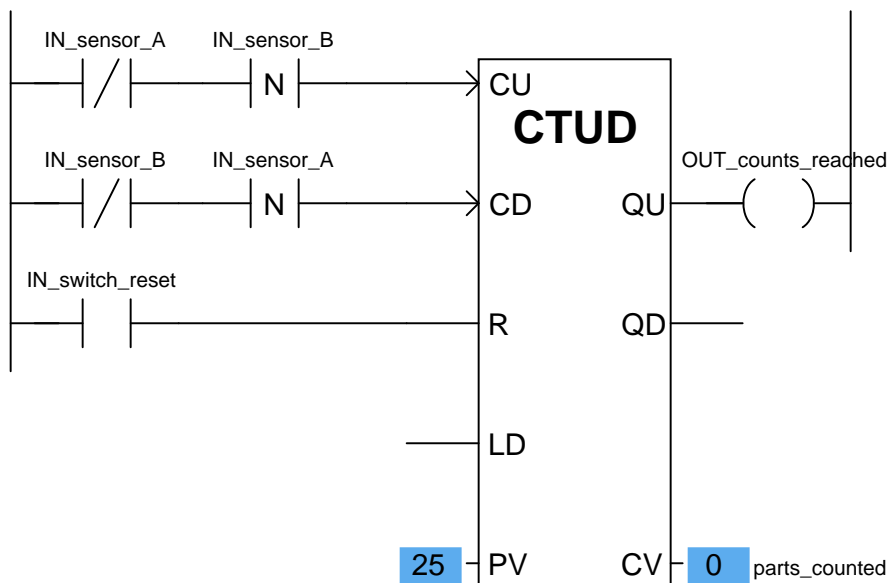 IN_sensor_A IN_sensor_B
N CU
CTUD
IN_sensor_B IN_sensor_A OUT_counts_reached
N CD QU
IN_switch_reset
R QD
LD
25 PV CV 0 parts_counted